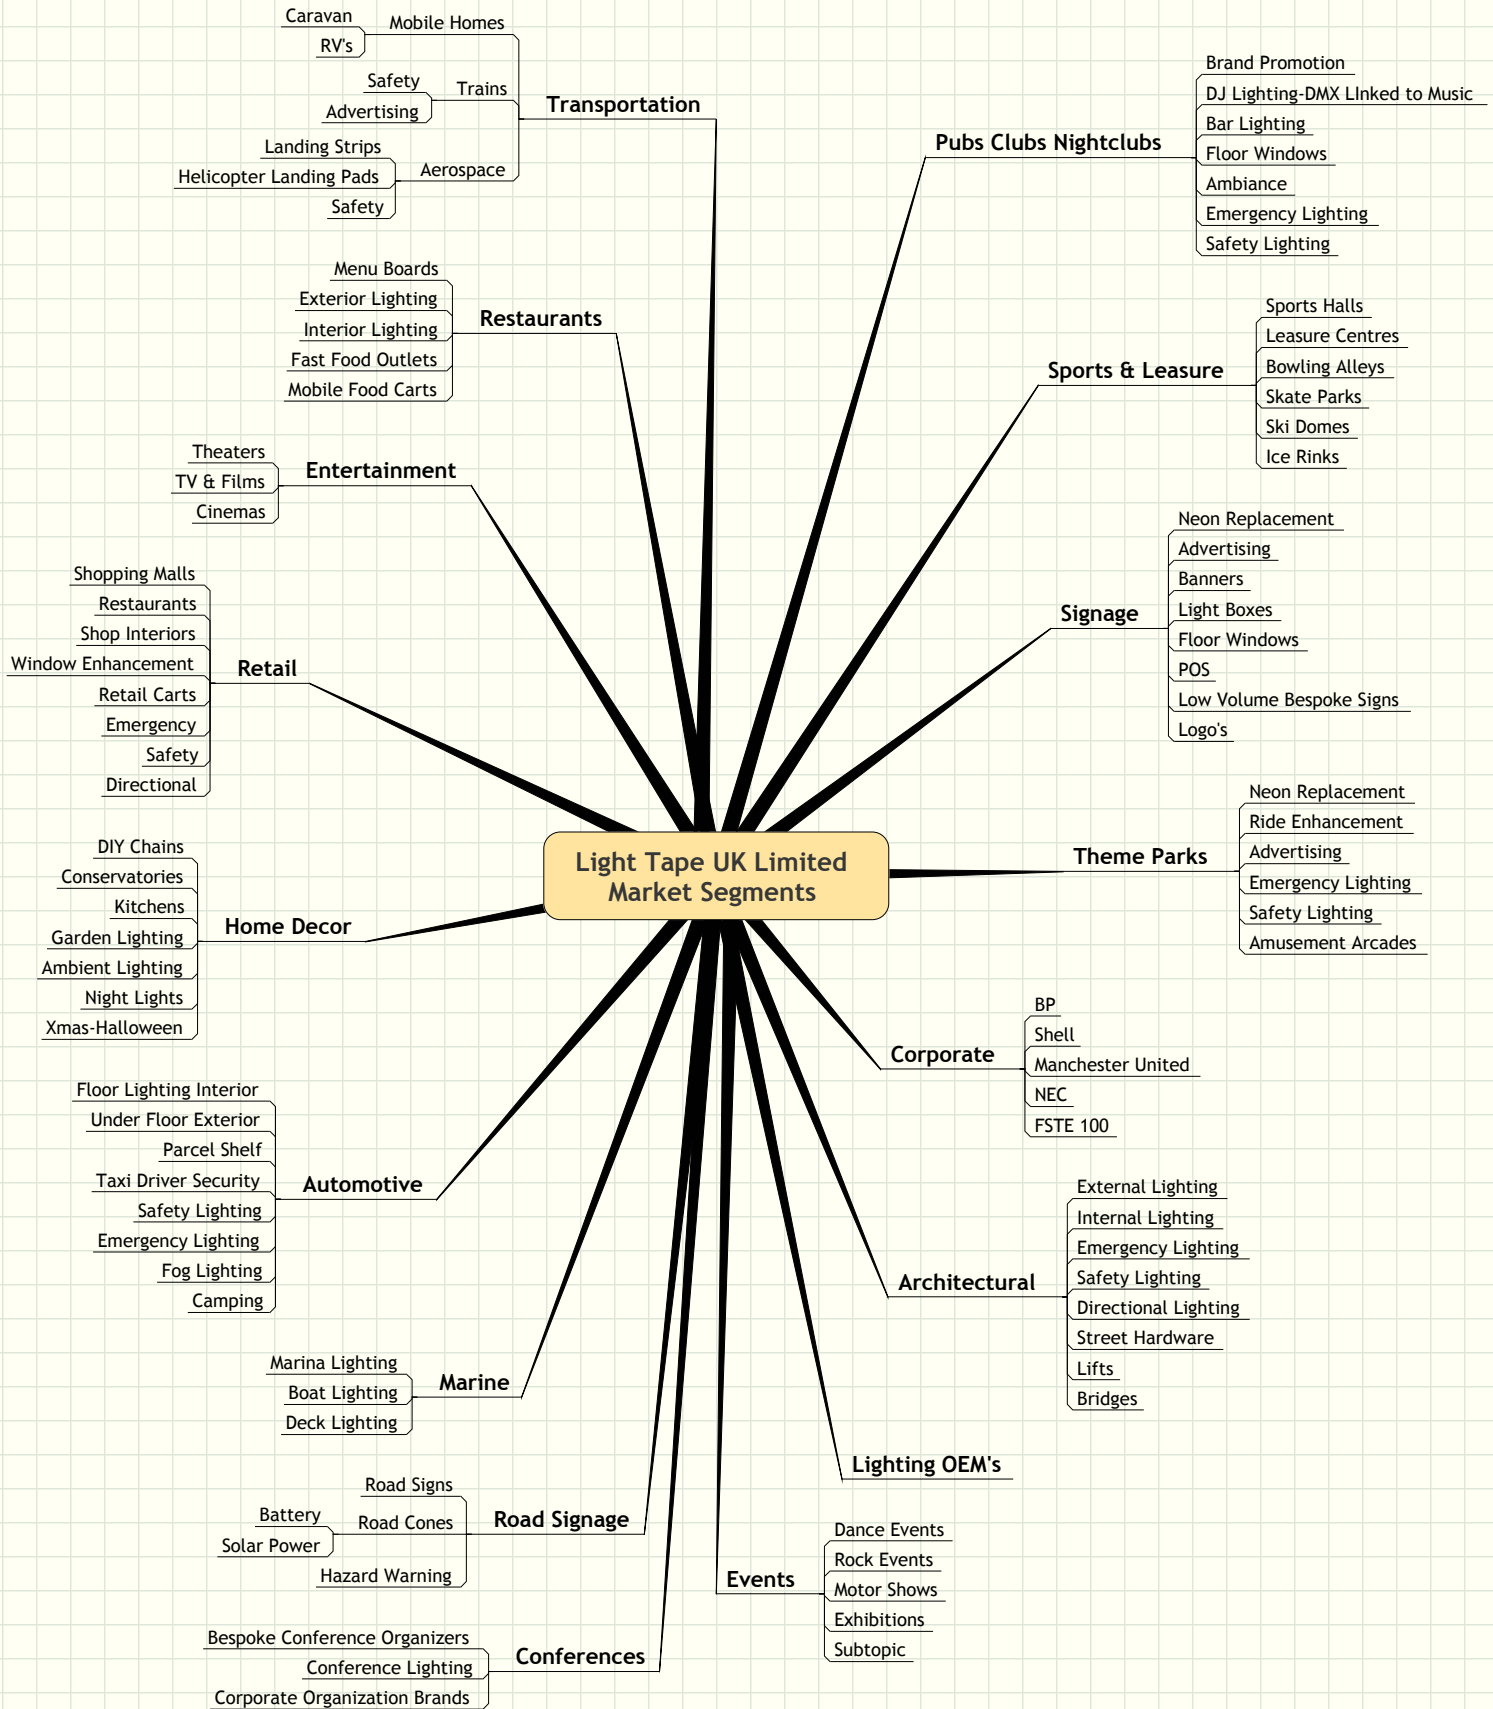 Light Tape UK Limited
Market Segments
Pubs Clubs Nightclubs
Brand Promotion
DJ Lighting-DMX LInked to Music
Bar Lighting
Floor Windows
Ambiance
Emergency Lighting
Safety Lighting
Sports & Leasure
Sports Halls
Leasure Centres
Bowling Alleys
Skate Parks
Ski Domes
Ice Rinks
Signage
Neon Replacement
Advertising
Banners
Light Boxes
Floor Windows
POS
Low Volume Bespoke Signs
Logo's
Theme Parks
Neon Replacement
Ride Enhancement
Advertising
Emergency Lighting
Safety Lighting
Amusement Arcades
Corporate
BP
Shell
Manchester United
NEC
FSTE 100
Architectural
External Lighting
Internal Lighting
Emergency Lighting
Safety Lighting
Directional Lighting
Street Hardware
Lifts
Bridges
Lighting OEM's
Events
Dance Events
Rock Events
Motor Shows
Exhibitions
Subtopic
Transportation
Mobile Homes
Caravan
RV's
Trains
Safety
Advertising
Aerospace
Landing Strips
Helicopter Landing Pads
Safety
Restaurants
Menu Boards
Exterior Lighting
Interior Lighting
Fast Food Outlets
Mobile Food Carts
Entertainment
Theaters
TV & Films
Cinemas
Retail
Shopping Malls
Restaurants
Shop Interiors
Window Enhancement
Retail Carts
Emergency
Safety
Directional
Home Decor
DIY Chains
Conservatories
Kitchens
Garden Lighting
Ambient Lighting
Night Lights
Xmas-Halloween
Automotive
Floor Lighting Interior
Under Floor Exterior
Parcel Shelf
Taxi Driver Security
Safety Lighting
Emergency Lighting
Fog Lighting
Camping
Marine
Marina Lighting
Boat Lighting
Deck Lighting
Road Signage
Road Signs
Road Cones
Battery
Solar Power
Hazard Warning
Conferences
Bespoke Conference Organizers
Conference Lighting
Corporate Organization Brands